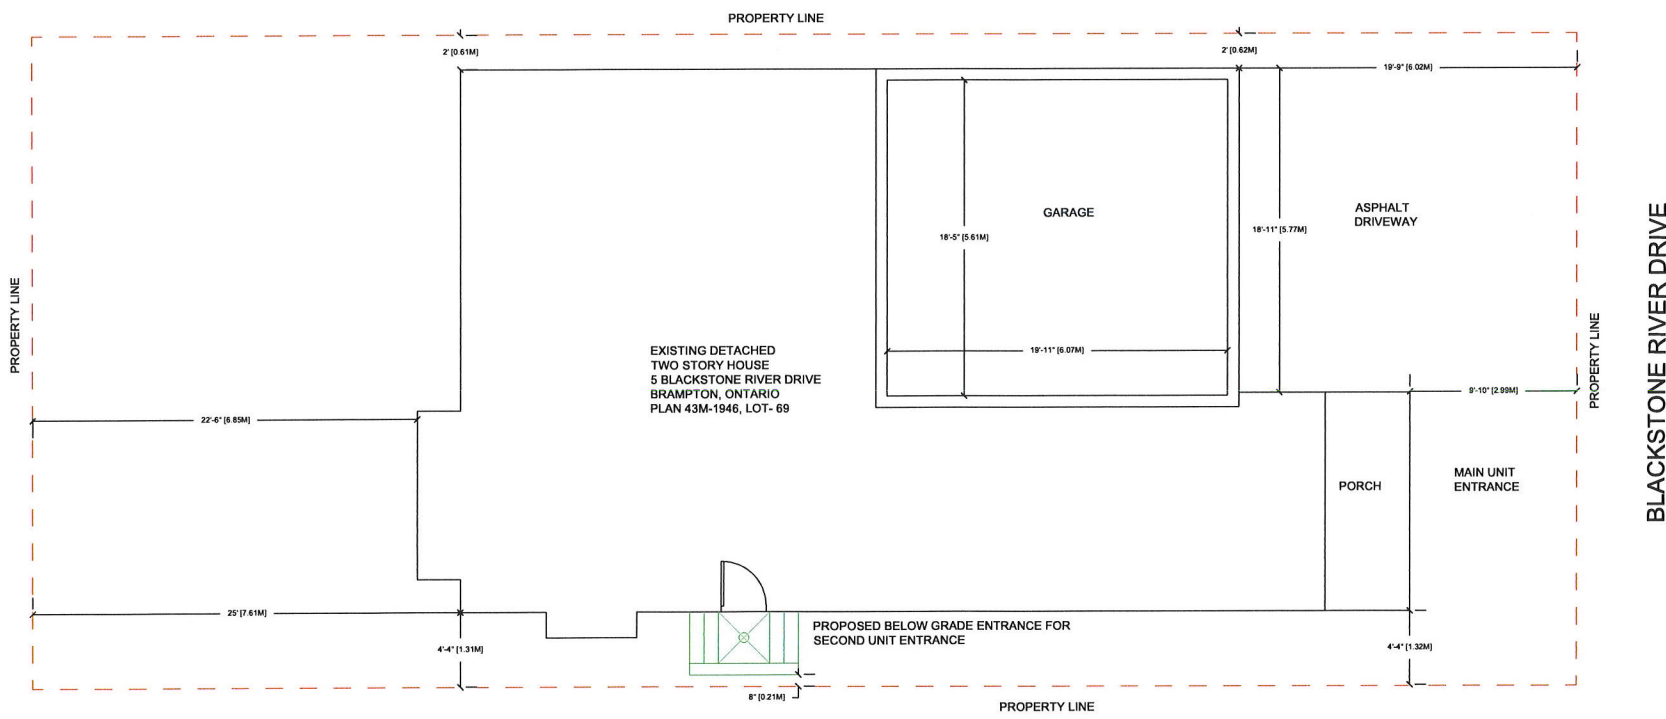 PROPERTY LINE
2' [0.61M]
2' [0.62M]
19'-9" [6.02M]
GARAGE
ASPHALT
DRIVEWAY
18'-5" [5.61M]
18'-11" [5.77M]
BLACKSTONE RIVER DRIVE
PROPERTY LINE
PROPERTY LINE
19'-11" [6.07M]
EXISTING DETACHED
TWO STORY HOUSE
5 BLACKSTONE RIVER DRIVE
BRAMPTON, ONTARIO
PLAN 43M-1946, LOT- 69
9'-10" [2.99M]
22'-6" [6.85M]
PORCH
MAIN UNIT
ENTRANCE
25' [7.61M]
PROPOSED BELOW GRADE ENTRANCE FOR
SECOND UNIT ENTRANCE
4'-4" [1.31M]
4'-4" [1.32M]
8" [0.21M]
PROPERTY LINE